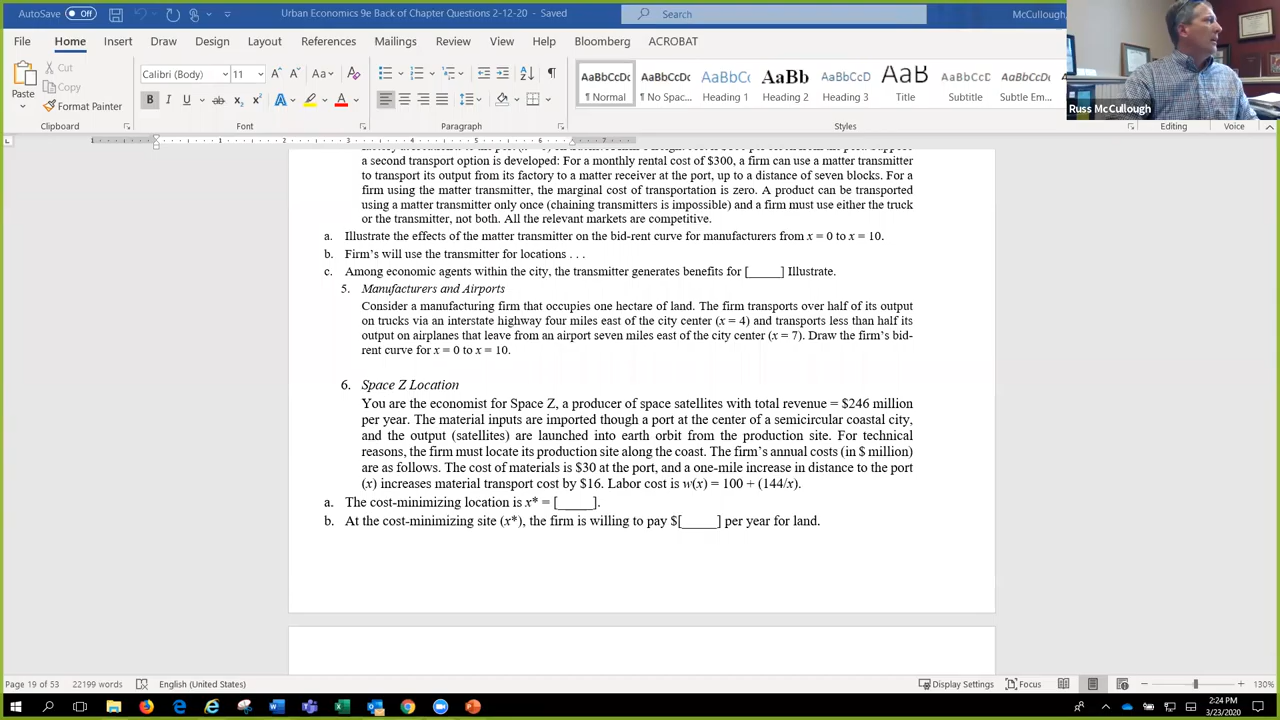 AutoSave Off Urban Economics 9e Back of Chapter Questions 2-12-20 - Saved Search McCullough,
File Home Insert Draw Design Layout References Mailings Review View Help Bloomberg ACROBAT
Paste Cut Copy Format Painter
Calibri (Body) 11
AaBbCcDc AaBbCcDc AaBbCc AaBb AaBbCcD AaB AaBbCcD AaBbCcDc
¶ Normal ¶ No Spac... Heading 1 Heading 2 Heading 3 Title Subtitle Subtle Em...
Russ McCullough
Clipboard Font Paragraph Styles Editing Voice
a second transport option is developed: For a monthly rental cost of $300, a firm can use a matter transmitter
to transport its output from its factory to a matter receiver at the port, up to a distance of seven blocks. For a
firm using the matter transmitter, the marginal cost of transportation is zero. A product can be transported
using a matter transmitter only once (chaining transmitters is impossible) and a firm must use either the truck
or the transmitter, not both. All the relevant markets are competitive.
a. Illustrate the effects of the matter transmitter on the bid-rent curve for manufacturers from x = 0 to x = 10.
b. Firm's will use the transmitter for locations . . .
c. Among economic agents within the city, the transmitter generates benefits for [_____] Illustrate.
5. Manufacturers and Airports
Consider a manufacturing firm that occupies one hectare of land. The firm transports over half of its output
on trucks via an interstate highway four miles east of the city center (x = 4) and transports less than half its
output on airplanes that leave from an airport seven miles east of the city center (x = 7). Draw the firm's bid-
rent curve for x = 0 to x = 10.
6. Space Z Location
You are the economist for Space Z, a producer of space satellites with total revenue = $246 million
per year. The material inputs are imported though a port at the center of a semicircular coastal city,
and the output (satellites) are launched into earth orbit from the production site. For technical
reasons, the firm must locate its production site along the coast. The firm's annual costs (in $ million)
are as follows. The cost of materials is $30 at the port, and a one-mile increase in distance to the port
(x) increases material transport cost by $16. Labor cost is w(x) = 100 + (144/x).
a. The cost-minimizing location is x* = [_____].
b. At the cost-minimizing site (x*), the firm is willing to pay $[_____] per year for land.
Page 19 of 53 22199 words English (United States) Display Settings Focus 130%
2:24 PM
3/23/2020